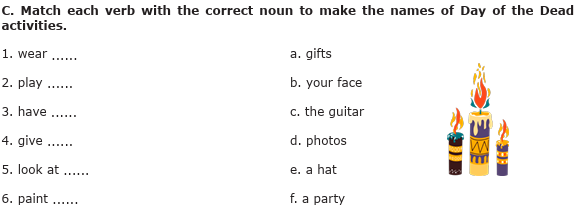 C. Match each verb with the correct noun to make the names of Day of the Dead
activities.
1. wear ...... a. gifts
2. play ...... b. your face
3. have ...... c. the guitar
4. give ...... d. photos
5. look at ...... e. a hat
6. paint ...... f. a party